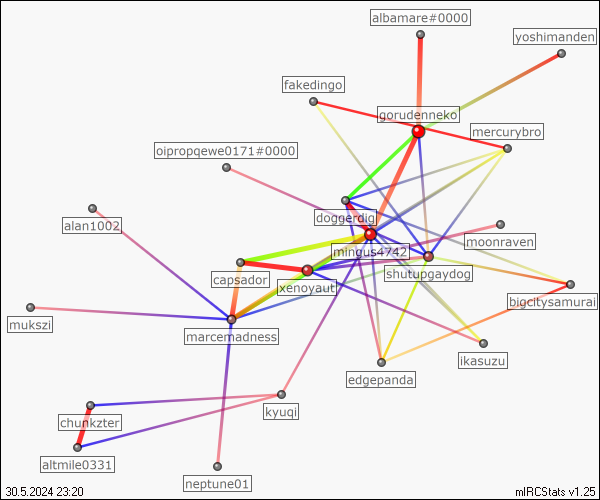 albamare#0000
yoshimanden
fakedingo
gorudenneko
mercurybro
oipropqewe0171#0000
doggerdig
alan1002
mingus4742
moonraven
capsador
xenoyaut
shutupgaydog
bigcitysamurai
mukszi
marcemadness
ikasuzu
edgepanda
kyuqi
chunkzter
altmile0331
neptune01
30.5.2024 23:20
mIRCStats v1.25